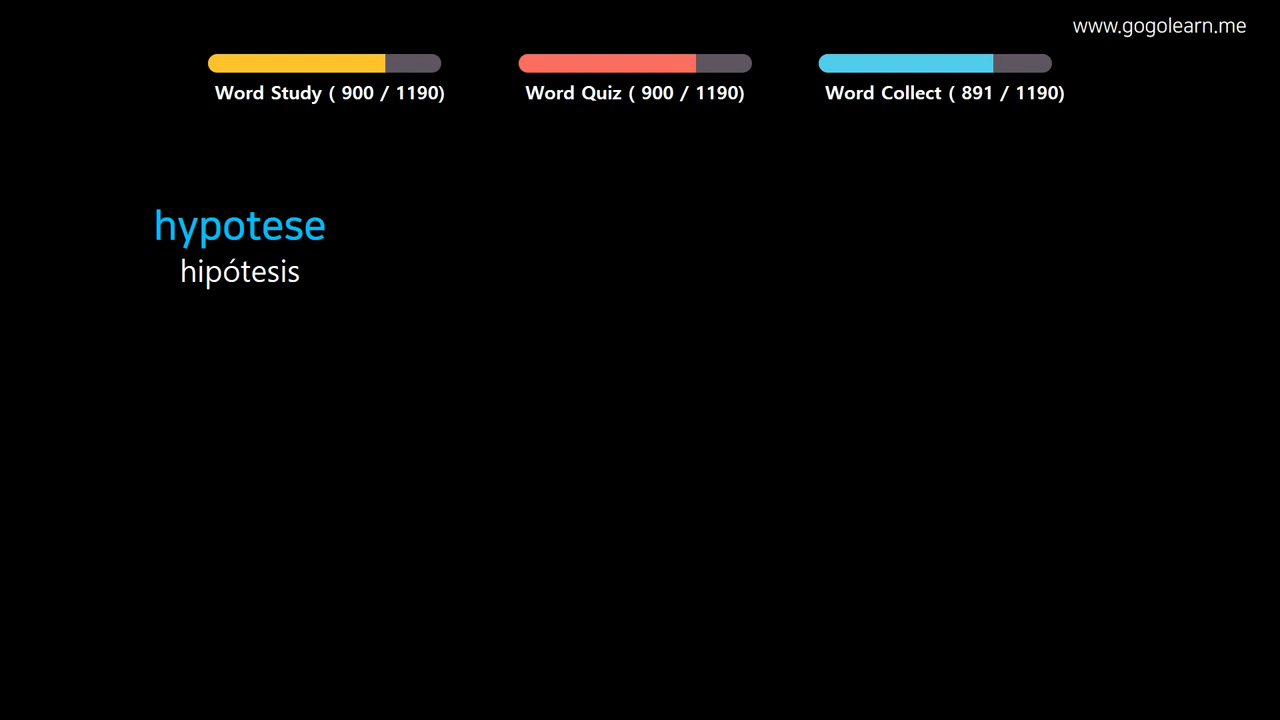 www.gogolearn.me
Word Study ( 900 / 1190)
Word Quiz ( 900 / 1190)
Word Collect ( 891 / 1190)
hypotese
hipótesis